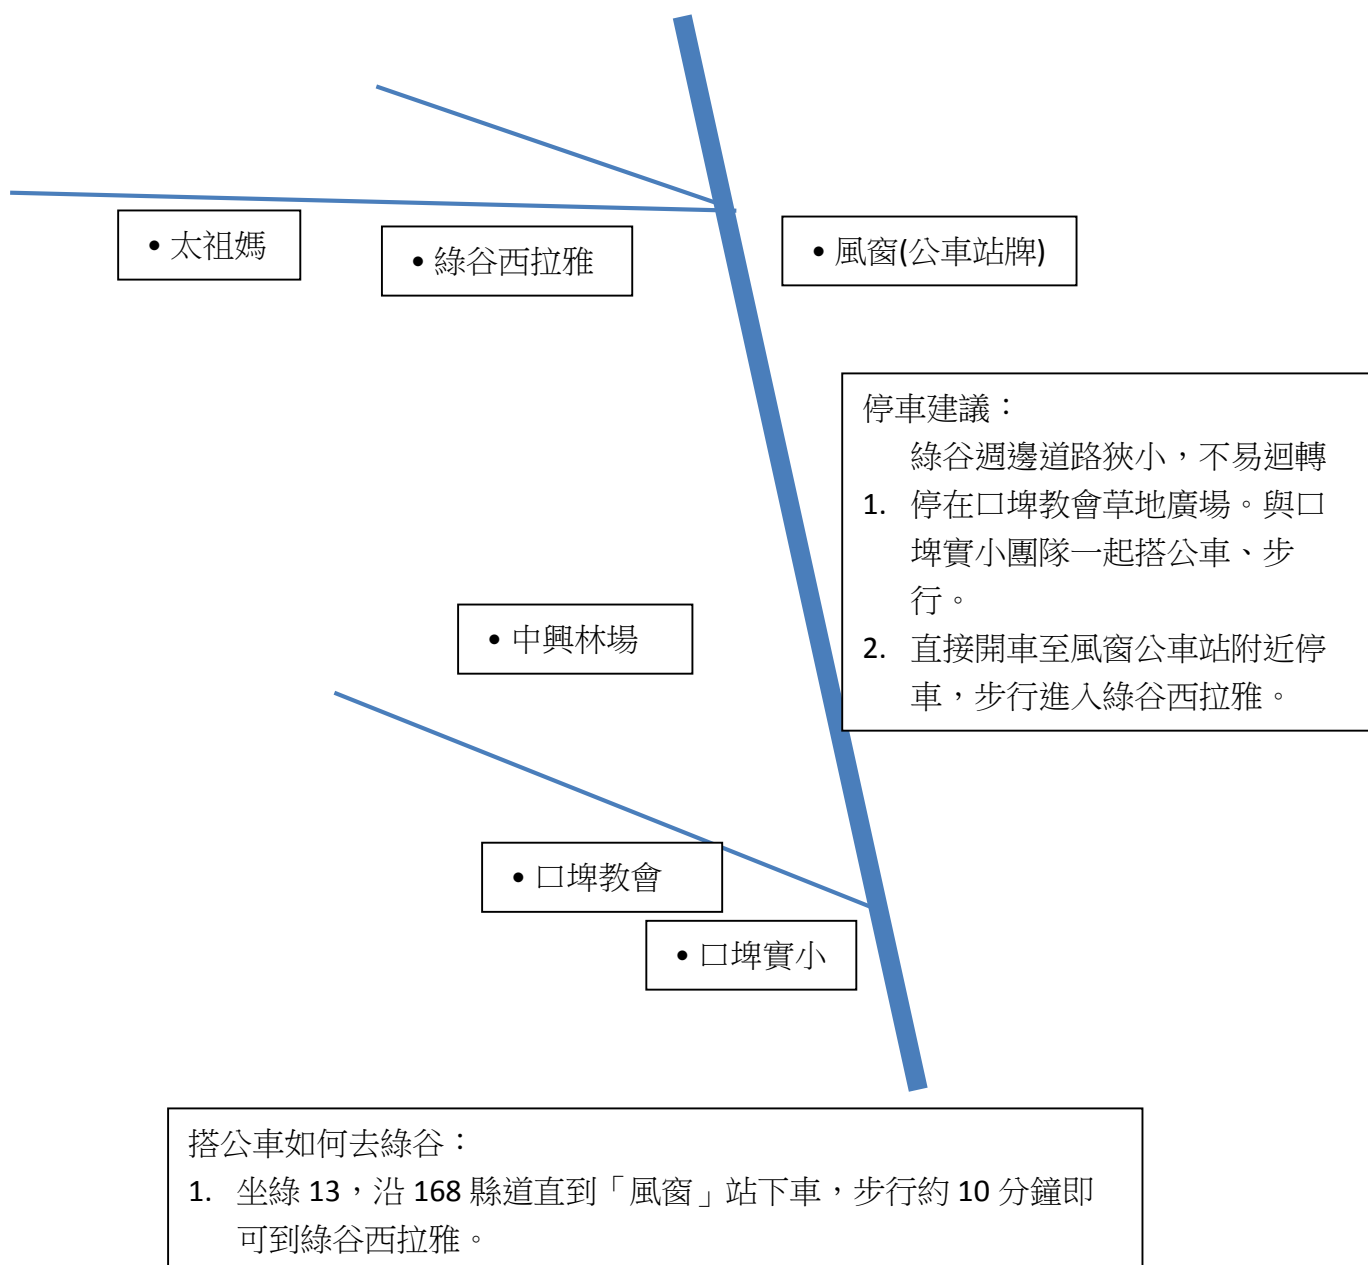 • 太祖媽
• 綠谷西拉雅
• 風窗(公車站牌)
停車建議：
綠谷週邊道路狹小，不易迴轉
1. 停在口埤教會草地廣場。與口
埤實小團隊一起搭公車、步
行。
2. 直接開車至風窗公車站附近停
車，步行進入綠谷西拉雅。
• 中興林場
• 口埤教會
• 口埤實小
搭公車如何去綠谷：
1. 坐綠 13，沿 168 縣道直到「風窗」站下車，步行約 10 分鐘即
可到綠谷西拉雅。